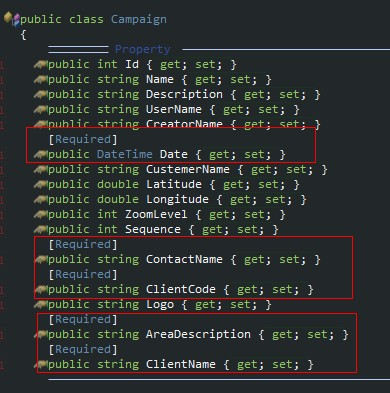 public class Campaign
{
Property
public int Id { get; set; }
public string Name { get; set; }
public string Description { get; set; }
public string UserName { get; set; }
public string CreatorName { get; set; }
[Required]
public DateTime Date { get; set; }
public string CustemerName { get; set; }
public double Latitude { get; set; }
public double Longitude { get; set; }
public int ZoomLevel { get; set; }
public int Sequence { get; set; }
[Required]
public string ContactName { get; set; }
[Required]
public string ClientCode { get; set; }
public string Logo { get; set; }
[Required]
public string AreaDescription { get; set; }
[Required]
public string ClientName { get; set; }